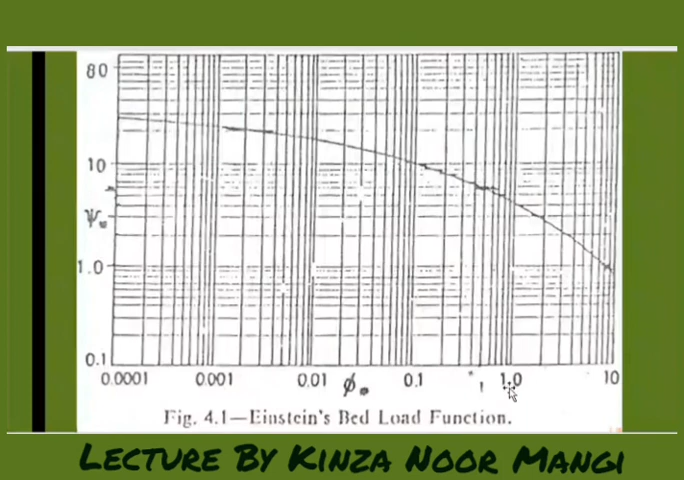 80
10
ψ*
1.0
0.1
0.0001 0.001 0.01 ϕ* 0.1 1.0 10
Fig. 4.1—Einstein's Bed Load Function.
LECTURE BY KINZA NOOR MANGI